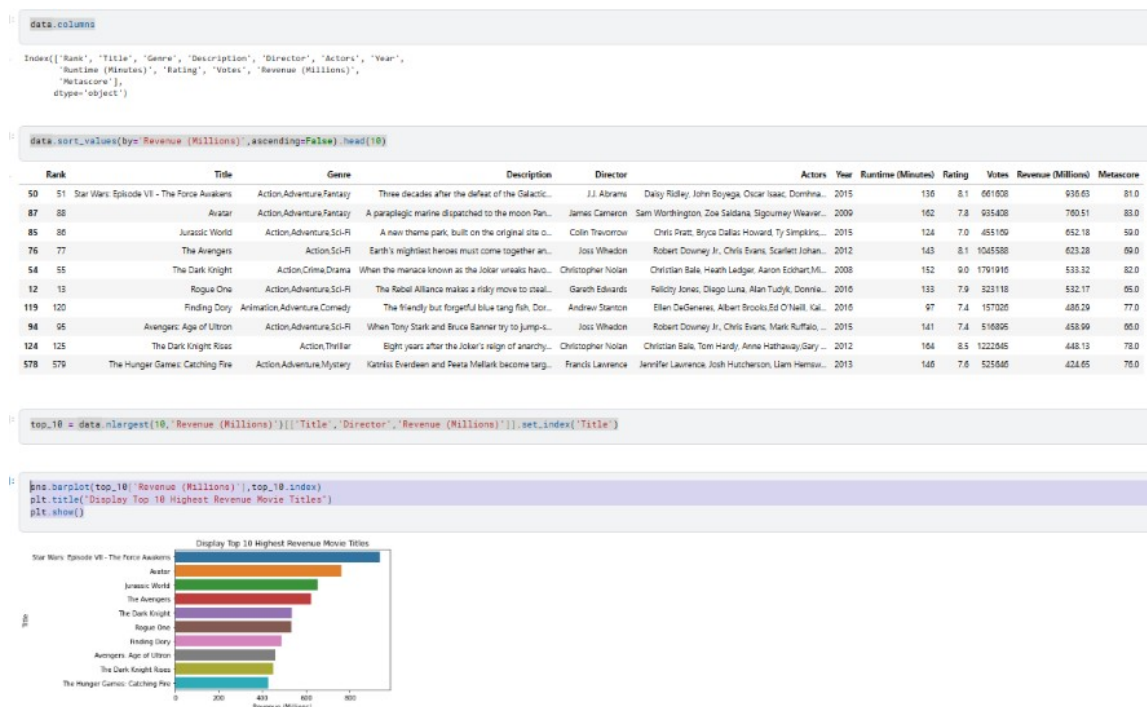 data.columns
Index(['Rank', 'Title', 'Genre', 'Description', 'Director', 'Actors', 'Year',
'Runtime (Minutes)', 'Rating', 'Votes', 'Revenue (Millions)',
'Metascore'],
dtype='object')
data.sort_values(by='Revenue (Millions)',ascending=False).head(10)
Rank Title Genre Description Director Actors Year Runtime (Minutes) Rating Votes Revenue (Millions) Metascore
50 51 Star Wars: Episode VII - The Force Awakens Action,Adventure,Fantasy Three decades after the defeat of the Galactic... J.J. Abrams Daisy Ridley, John Boyega, Oscar Isaac, Domhna... 2015 136 8.1 661608 936.63 81.0
87 88 Avatar Action,Adventure,Fantasy A paraplegic marine dispatched to the moon Pan... James Cameron Sam Worthington, Zoe Saldana, Sigourney Weaver... 2009 162 7.8 935408 760.51 83.0
85 86 Jurassic World Action,Adventure,Sci-Fi A new theme park, built on the original site o... Colin Trevorrow Chris Pratt, Bryce Dallas Howard, Ty Simpkins,... 2015 124 7.0 455169 652.18 59.0
76 77 The Avengers Action,Sci-Fi Earth's mightiest heroes must come together an... Joss Whedon Robert Downey Jr., Chris Evans, Scarlett Johan... 2012 143 8.1 1045588 623.28 69.0
54 55 The Dark Knight Action,Crime,Drama When the menace known as the Joker wreaks havo... Christopher Nolan Christian Bale, Heath Ledger, Aaron Eckhart,Mi... 2008 152 9.0 1791916 533.32 82.0
12 13 Rogue One Action,Adventure,Sci-Fi The Rebel Alliance makes a risky move to steal... Gareth Edwards Felicity Jones, Diego Luna, Alan Tudyk, Donnie... 2016 133 7.9 323118 532.17 65.0
119 120 Finding Dory Animation,Adventure,Comedy The friendly but forgetful blue tang fish, Dor... Andrew Stanton Ellen DeGeneres, Albert Brooks,Ed O'Neill, Kai... 2016 97 7.4 157026 486.29 77.0
94 95 Avengers: Age of Ultron Action,Adventure,Sci-Fi When Tony Stark and Bruce Banner try to jump-s... Joss Whedon Robert Downey Jr., Chris Evans, Mark Ruffalo, ... 2015 141 7.4 516895 458.99 66.0
124 125 The Dark Knight Rises Action,Thriller Eight years after the Joker's reign of anarchy... Christopher Nolan Christian Bale, Tom Hardy, Anne Hathaway,Gary ... 2012 164 8.5 1222645 448.13 78.0
578 579 The Hunger Games: Catching Fire Action,Adventure,Mystery Katniss Everdeen and Peeta Mellark become targ... Francis Lawrence Jennifer Lawrence, Josh Hutcherson, Liam Hemsw... 2013 146 7.6 525646 424.65 76.0
top_10 = data.nlargest(10,'Revenue (Millions)')[['Title','Director','Revenue (Millions)']].set_index('Title')
sns.barplot(top_10['Revenue (Millions)'],top_10.index)
plt.title("Display Top 10 Highest Revenue Movie Titles")
plt.show()
Display Top 10 Highest Revenue Movie Titles
Star Wars: Episode VII - The Force Awakens
Avatar
Jurassic World
The Avengers
The Dark Knight
Title
Rogue One
Finding Dory
Avengers: Age of Ultron
The Dark Knight Rises
The Hunger Games: Catching Fire
0 200 400 600 800
Revenue (Millions)